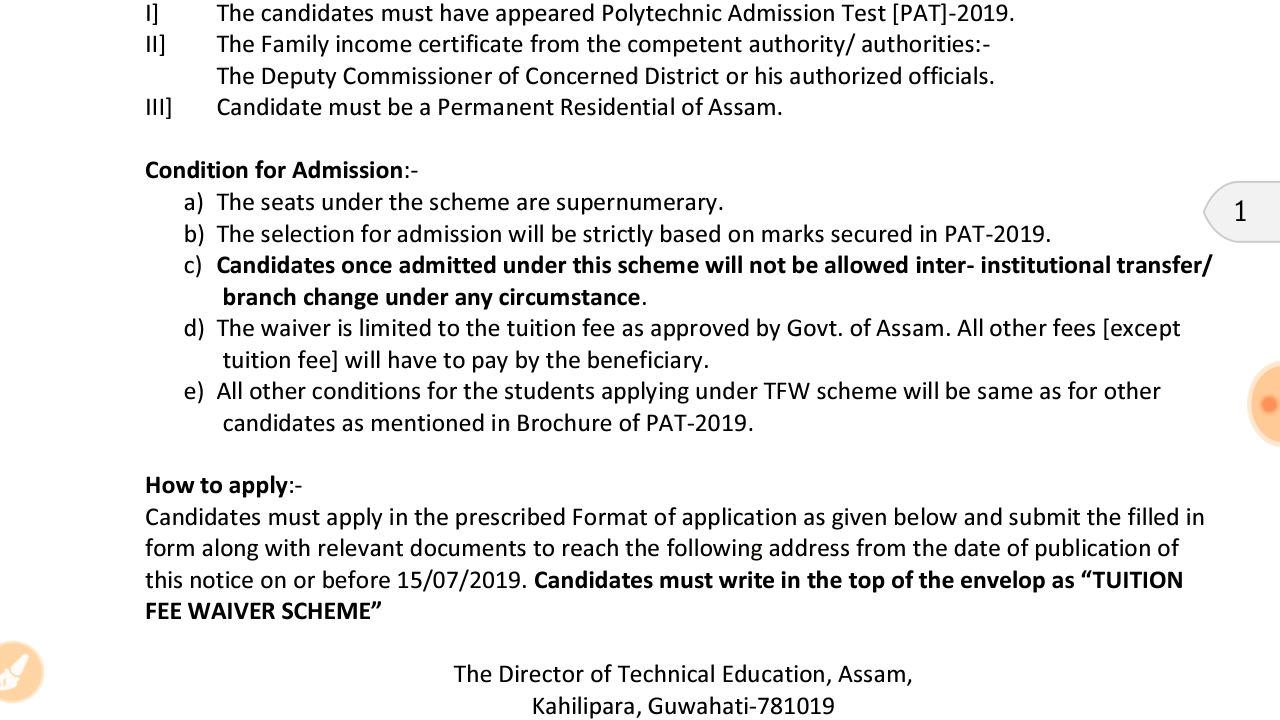 I] The candidates must have appeared Polytechnic Admission Test [PAT]-2019.
II] The Family income certificate from the competent authority/ authorities:-
The Deputy Commissioner of Concerned District or his authorized officials.
III] Candidate must be a Permanent Residential of Assam.
Condition for Admission:-
a) The seats under the scheme are supernumerary.
1
b) The selection for admission will be strictly based on marks secured in PAT-2019.
c) Candidates once admitted under this scheme will not be allowed inter- institutional transfer/
branch change under any circumstance.
d) The waiver is limited to the tuition fee as approved by Govt. of Assam. All other fees [except
tuition fee] will have to pay by the beneficiary.
e) All other conditions for the students applying under TFW scheme will be same as for other
candidates as mentioned in Brochure of PAT-2019.
How to apply:-
Candidates must apply in the prescribed Format of application as given below and submit the filled in
form along with relevant documents to reach the following address from the date of publication of
this notice on or before 15/07/2019. Candidates must write in the top of the envelop as “TUITION
FEE WAIVER SCHEME”
The Director of Technical Education, Assam,
Kahilipara, Guwahati-781019